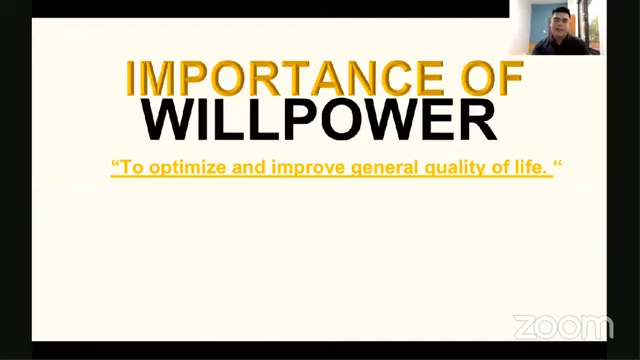 IMPORTANCE OF
WILLPOWER
“To optimize and improve general quality of life. “
zoom